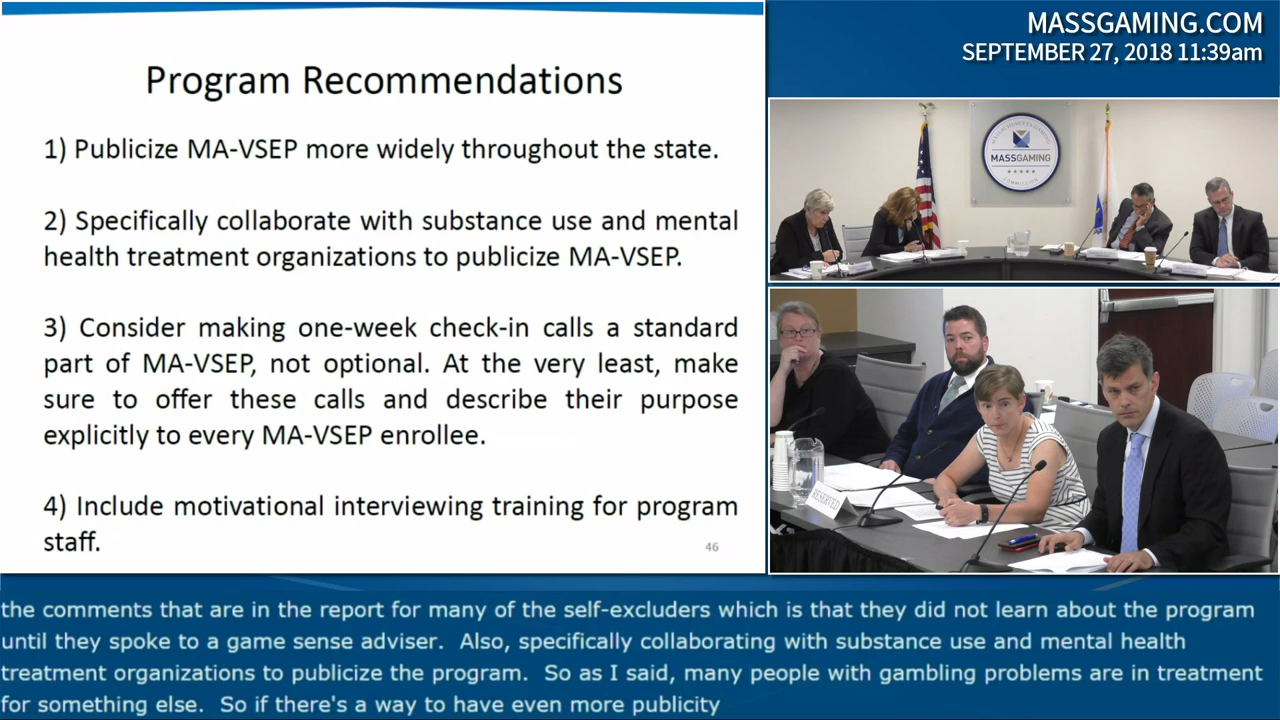 Program Recommendations
1) Publicize MA-VSEP more widely throughout the state.
2) Specifically collaborate with substance use and mental
health treatment organizations to publicize MA-VSEP.
3) Consider making one-week check-in calls a standard
part of MA-VSEP, not optional. At the very least, make
sure to offer these calls and describe their purpose
explicitly to every MA-VSEP enrollee.
4) Include motivational interviewing training for program
staff.
46
MASSGAMING.COM
SEPTEMBER 27, 2018 11:39am
MASSACHUSETTS GAMING
MASSGAMING
COMMISSION
RESERVED
the comments that are in the report for many of the self-excluders which is that they did not learn about the program
until they spoke to a game sense adviser.  Also, specifically collaborating with substance use and mental health
treatment organizations to publicize the program.  So as I said, many people with gambling problems are in treatment
for something else.  So if there's a way to have even more publicity